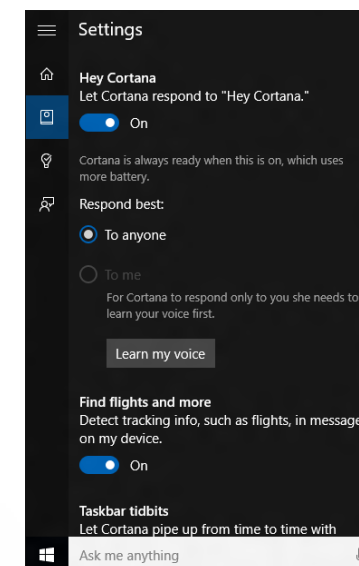 Settings
Hey Cortana
Let Cortana respond to "Hey Cortana."
On
Cortana is always ready when this is on, which uses
more battery.
Respond best:
To anyone
To me
For Cortana to respond only to you she needs to
learn your voice first.
Learn my voice
Find flights and more
Detect tracking info, such as flights, in message
on my device.
On
Taskbar tidbits
Let Cortana pipe up from time to time with
Ask me anything